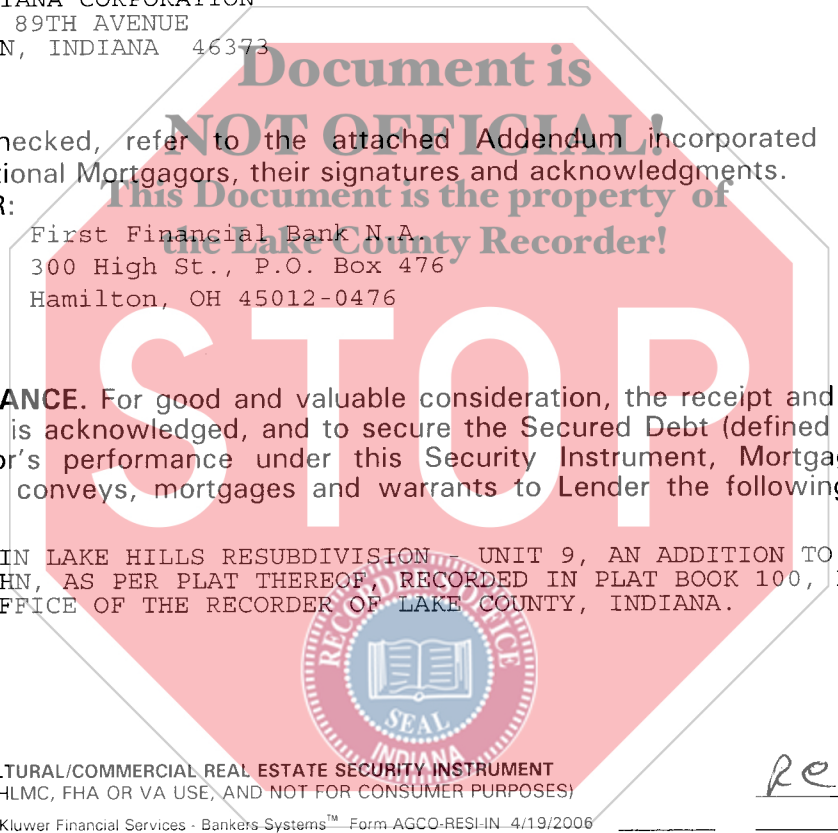 IANA CORPORATION
89TH AVENUE
N, INDIANA 46373
Document is
NOT OFFICIAL!
hecked, refer to the attached Addendum incorporated
tional Mortgagors, their signatures and acknowledgments.
This Document is the property of
R:
the Lake County Recorder!
First Financial Bank N.A.
300 High St., P.O. Box 476
Hamilton, OH 45012-0476
STOP
ANCE. For good and valuable consideration, the receipt and
is acknowledged, and to secure the Secured Debt (defined
or's performance under this Security Instrument, Mortga
conveys, mortgages and warrants to Lender the following
IN LAKE HILLS RESUBDIVISION - UNIT 9, AN ADDITION TO
HN, AS PER PLAT THEREOF, RECORDED IN PLAT BOOK 100,
FFICE OF THE RECORDER OF LAKE COUNTY, INDIANA.
RECORDER'S OFFICE
SEAL
INDIANA
LTURAL/COMMERCIAL REAL ESTATE SECURITY INSTRUMENT
HLMC, FHA OR VA USE, AND NOT FOR CONSUMER PURPOSES)
Kluwer Financial Services - Bankers Systems™ Form AGCO-RESI-IN 4/19/2006